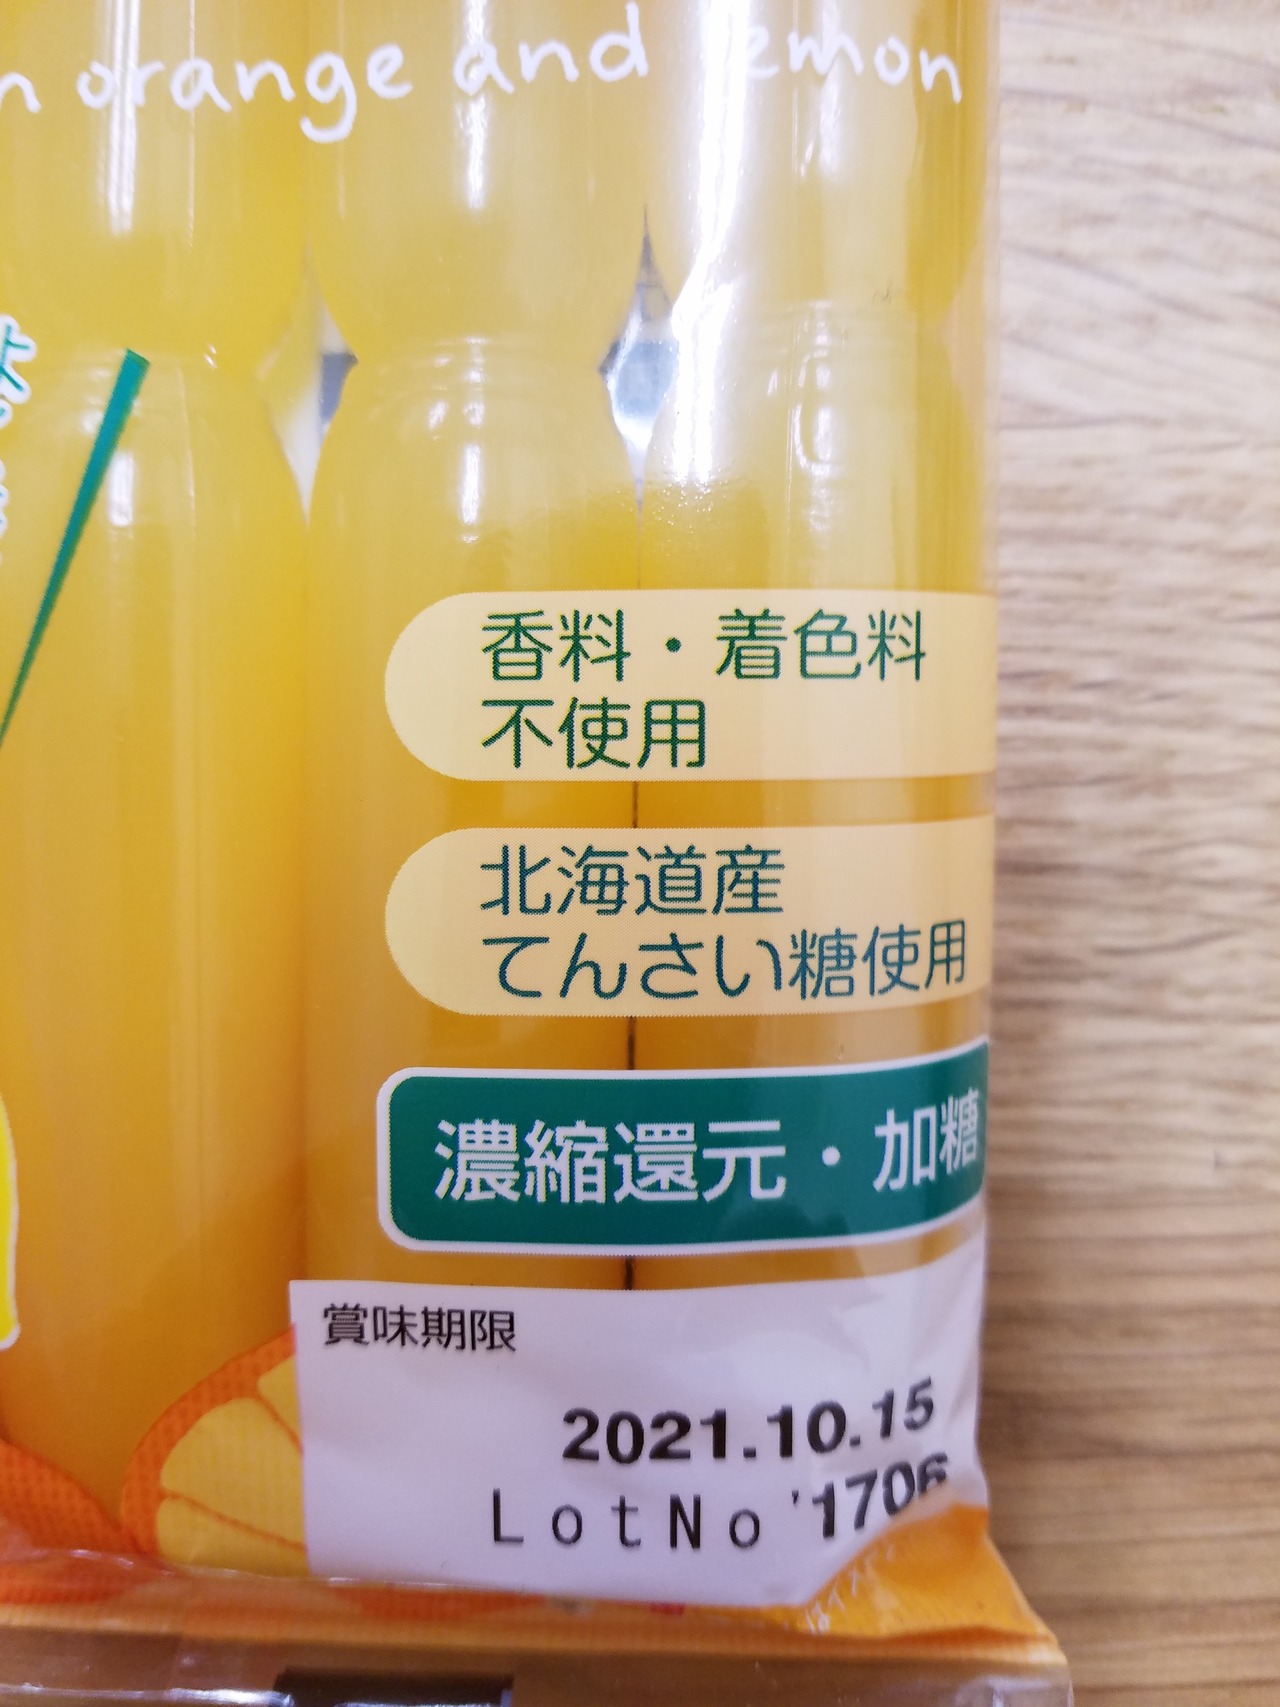 orange and lemon
香料・着色料
不使用
北海道産
てんさい糖使用
濃縮還元・加糖
賞味期限
2021.10.15
LotNo '1706